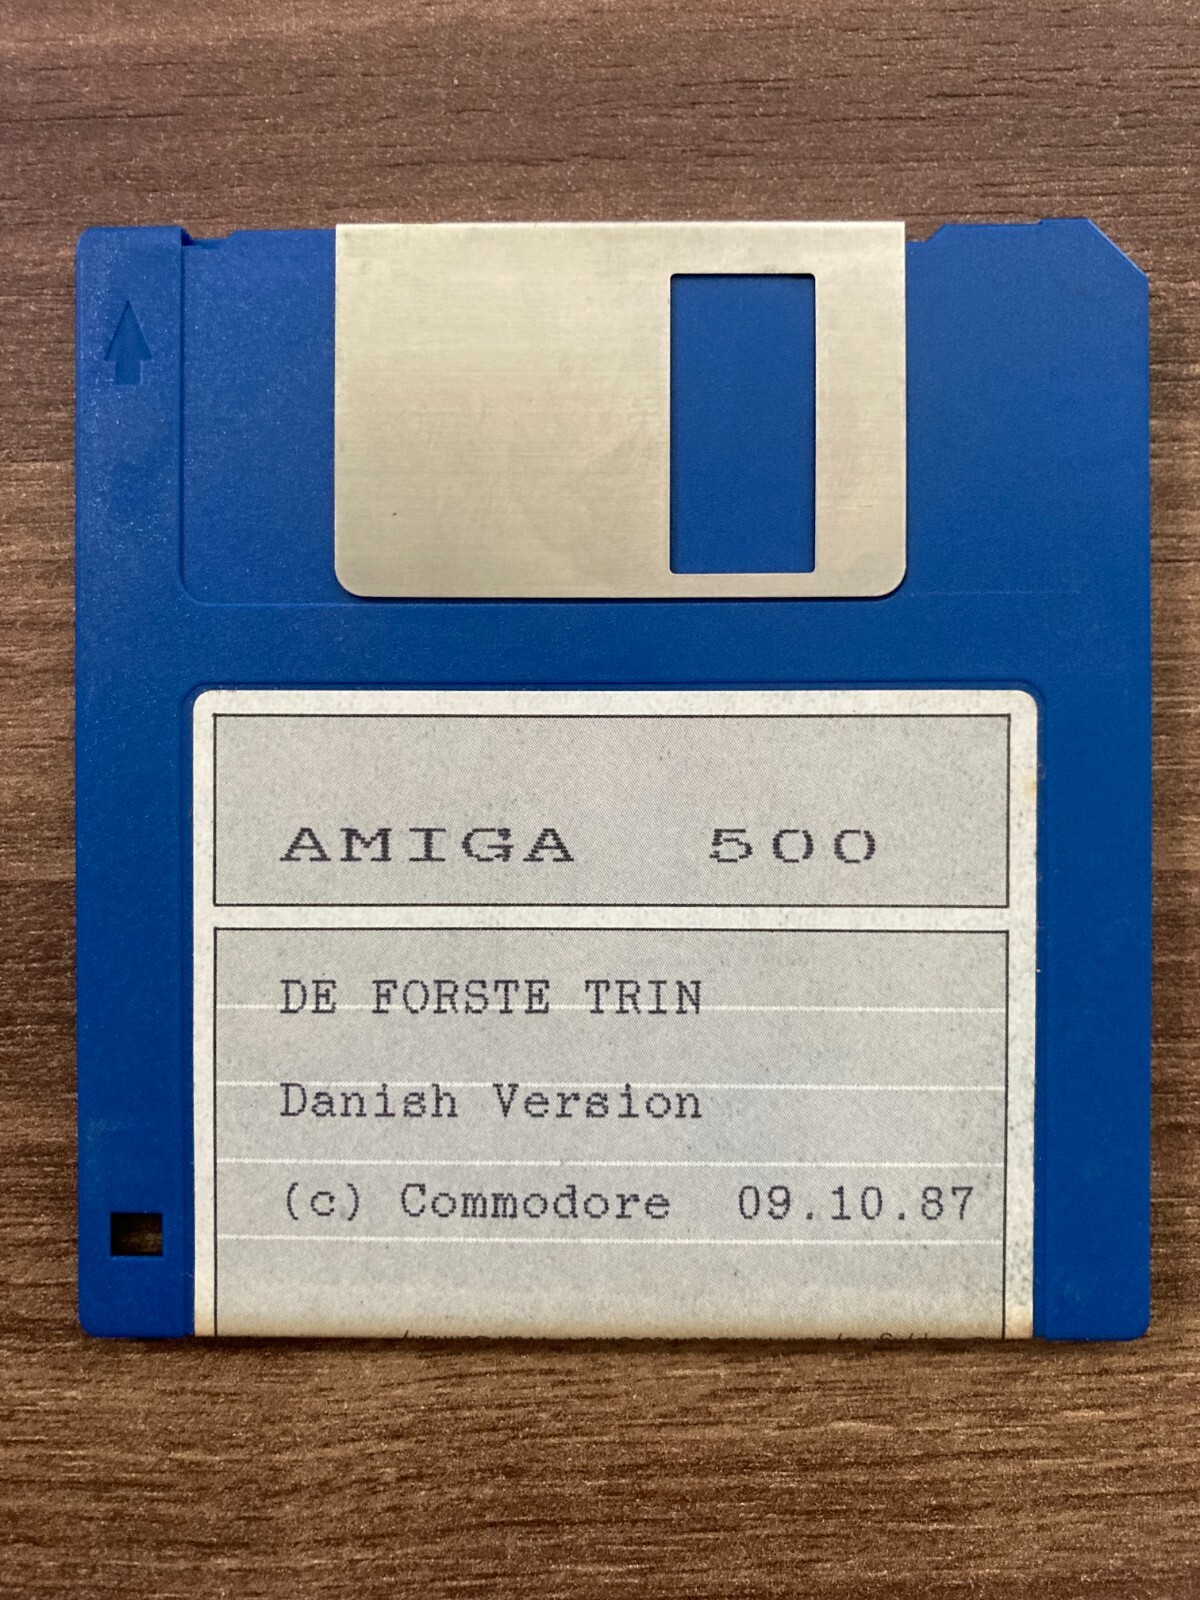 AMIGA 500
DE FORSTE TRIN
Danish Version
(c) Commodore 09.10.87